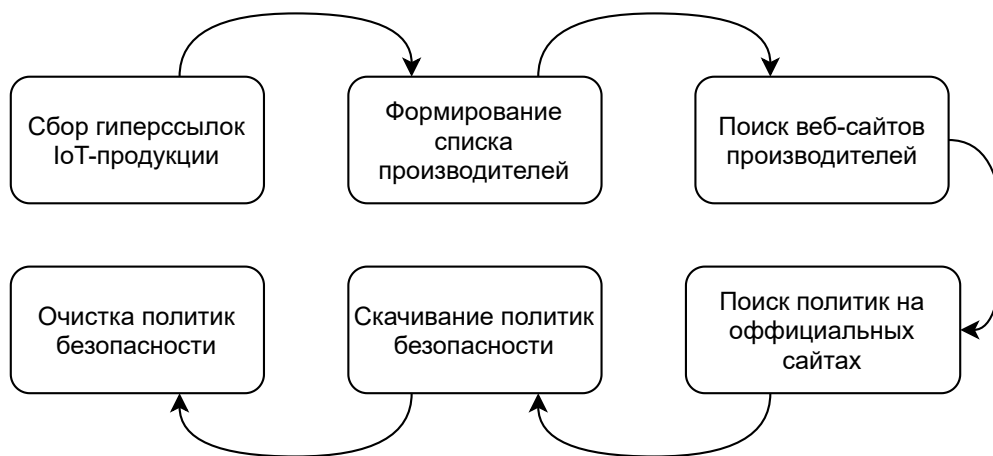 Сбор гиперссылок
IoT-продукции
Формирование
списка
производителей
Поиск веб-сайтов
производителей
Поиск политик на
оффициальных
сайтах
Скачивание политик
безопасности
Очистка политик
безопасности